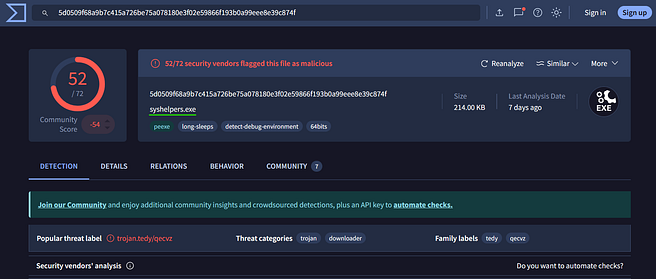 5d0509f68a9b7c415a726be75a078180e3f02e59866f193b0a99eee8e39c874f
Sign in
Sign up
52
/ 72
Community
Score
-54
52/72 security vendors flagged this file as malicious
Reanalyze
Similar
More
5d0509f68a9b7c415a726be75a078180e3f02e59866f193b0a99eee8e39c874f
syshelpers.exe
peexe
long-sleeps
detect-debug-environment
64bits
Size
214.00 KB
Last Analysis Date
7 days ago
EXE
DETECTION
DETAILS
RELATIONS
BEHAVIOR
COMMUNITY 7
Join our Community and enjoy additional community insights and crowdsourced detections, plus an API key to automate checks.
Popular threat label
trojan.tedy/qecvz
Threat categories
trojan
downloader
Family labels
tedy
qecvz
Security vendors' analysis
Do you want to automate checks?